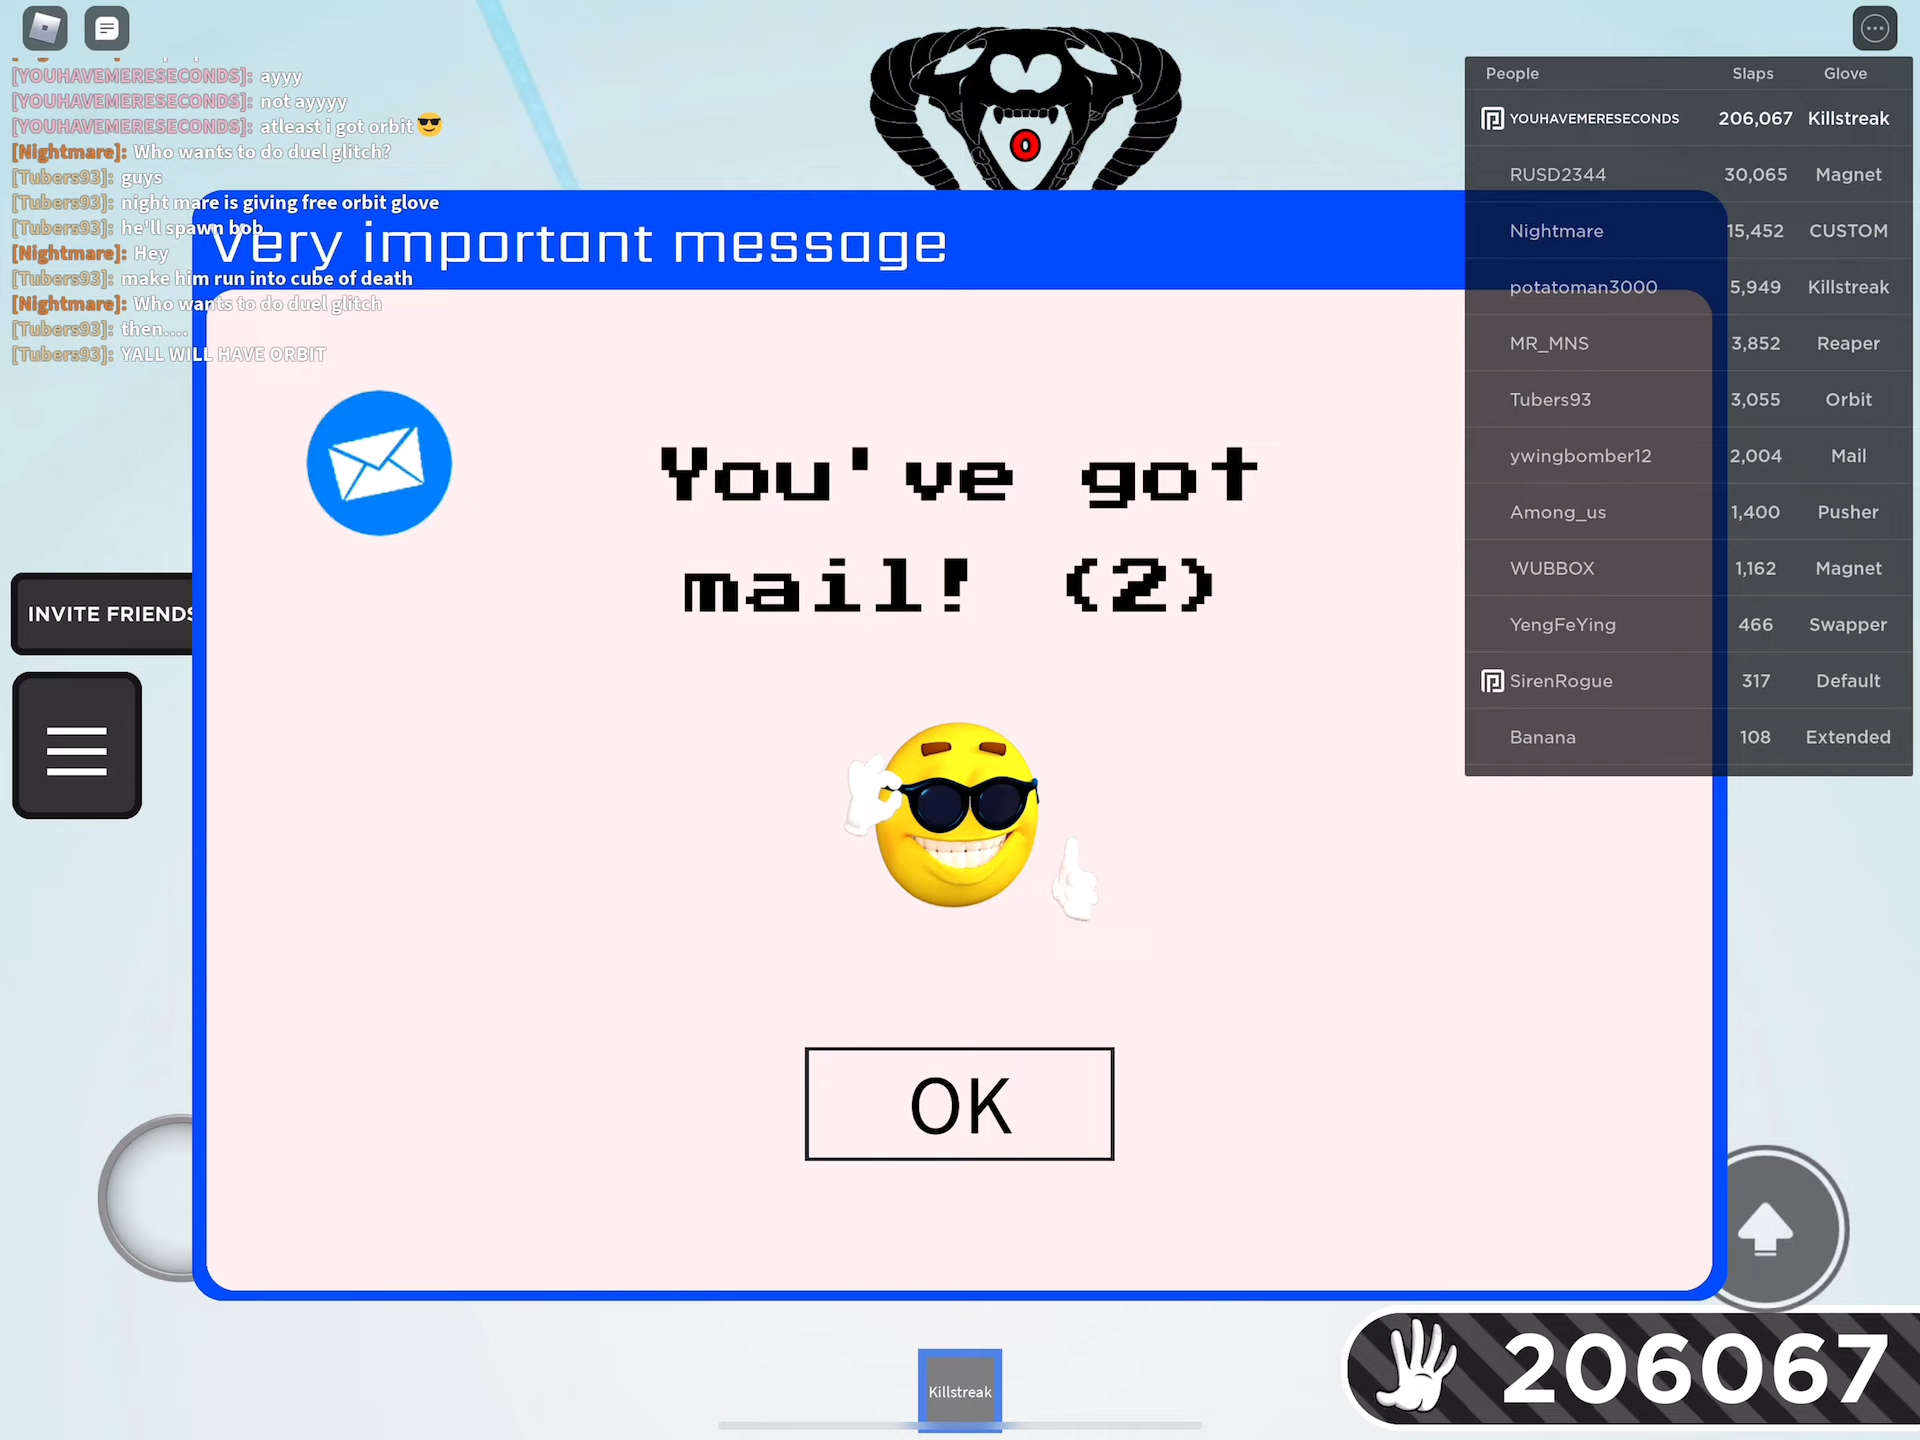 [YOUHAVEMERESECONDS]: ayyy
[YOUHAVEMERESECONDS]: not ayyyy
[YOUHAVEMERESECONDS]: atleast i got orbit😎
[Nightmare]: Who wants to do duel glitch?
[Tubers93]: guys
[Tubers93]: night mare is giving free orbit glove
[Tubers93]: he'll spawn bob
[Nightmare]: Hey
[Tubers93]: make him run into cube of death
[Nightmare]: Who wants to do duel glitch
[Tubers93]: then....
[Tubers93]: YALL WILL HAVE ORBIT
0
Very important message
You've got
mail! (2)
OK
INVITE FRIENDS
People Slaps Glove
YOUHAVEMERESECONDS 206,067 Killstreak
RUSD2344 30,065 Magnet
Nightmare 15,452 CUSTOM
potatoman3000 5,949 Killstreak
MR_MNS 3,852 Reaper
Tubers93 3,055 Orbit
ywingbomber12 2,004 Mail
Among_us 1,400 Pusher
WUBBOX 1,162 Magnet
YengFeYing 466 Swapper
SirenRogue 317 Default
Banana 108 Extended
Killstreak
206067